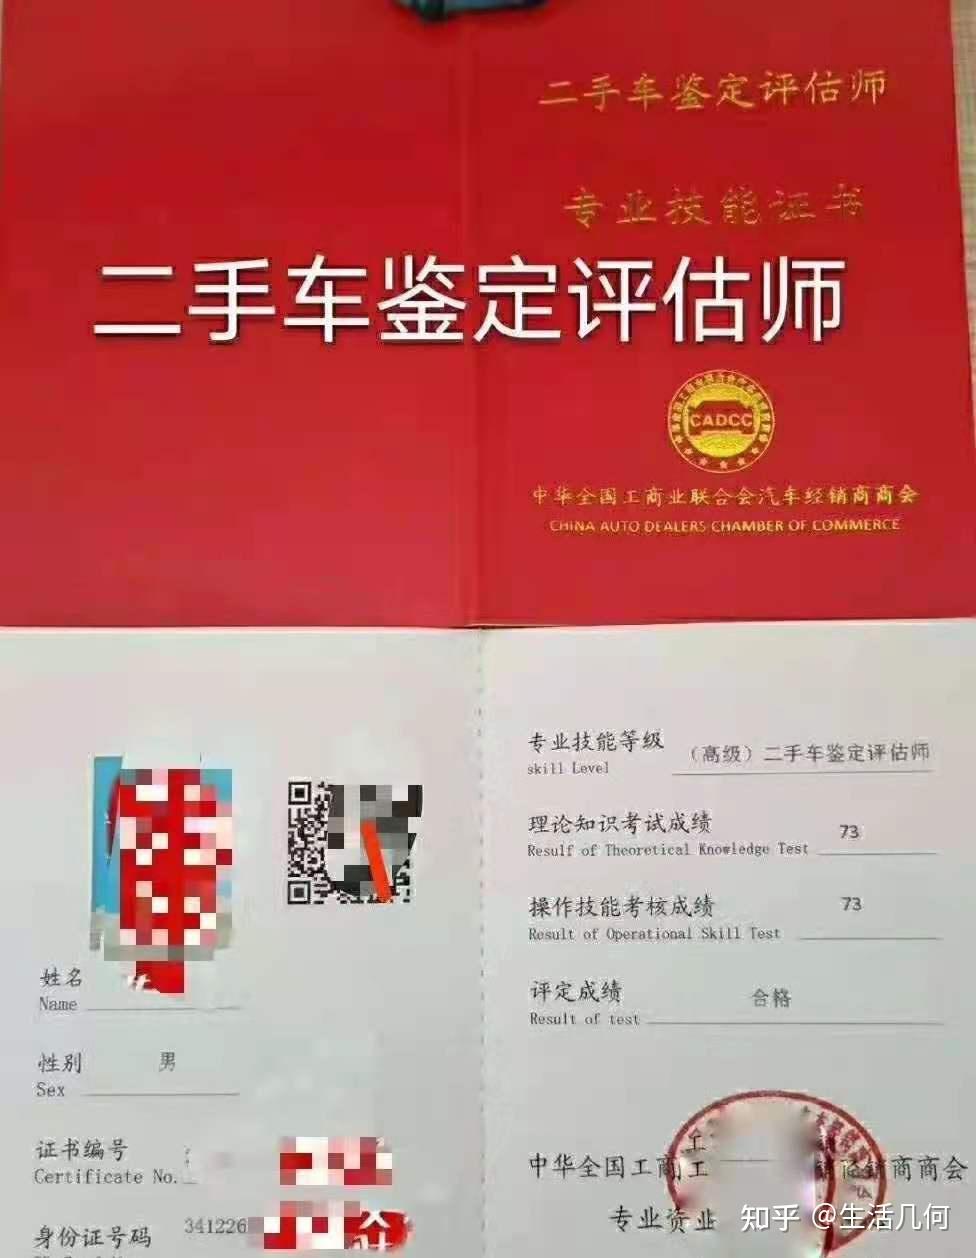 二手车鉴定评估师
专业技能证书
二手车鉴定评估师
CADCC
中华全国工商业联合会汽车经销商商会
CHINA AUTO DEALERS CHAMBER OF COMMERCE
姓名
Name
性别 男
Sex
证书编号
Certificate No.
身份证号码 341226
专业技能等级 （高级）二手车鉴定评估师
skill Level
理论知识考试成绩 73
Resulf of Theoretical Knowledge Test
操作技能考核成绩 73
Result of Operational Skill Test
评定成绩 合格
Result of test
中华全国工商 销商商会
专业资业
知乎 @生活几何